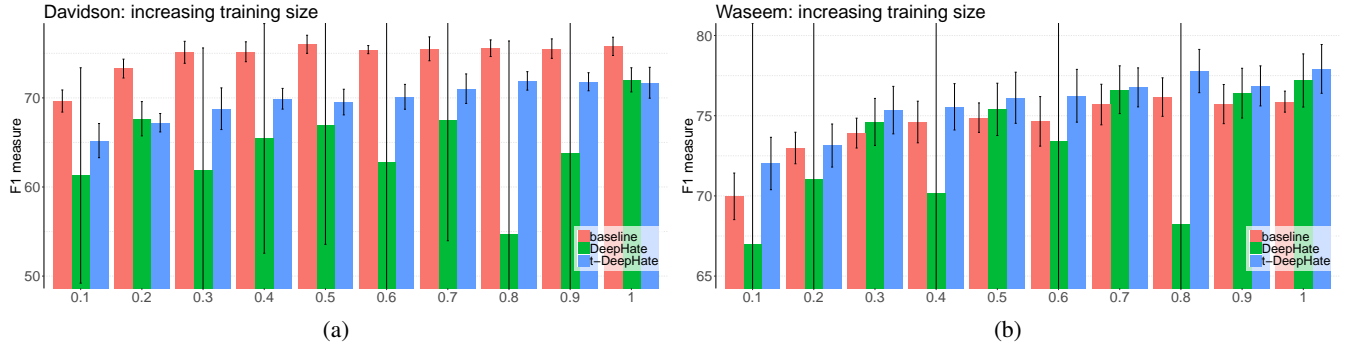 Davidson: increasing training size
F1 measure
70
60
50
baseline
DeepHate
t−DeepHate
0.1 0.2 0.3 0.4 0.5 0.6 0.7 0.8 0.9 1
(a)
Waseem: increasing training size
F1 measure
80
75
70
65
baseline
DeepHate
t−DeepHate
0.1 0.2 0.3 0.4 0.5 0.6 0.7 0.8 0.9 1
(b)